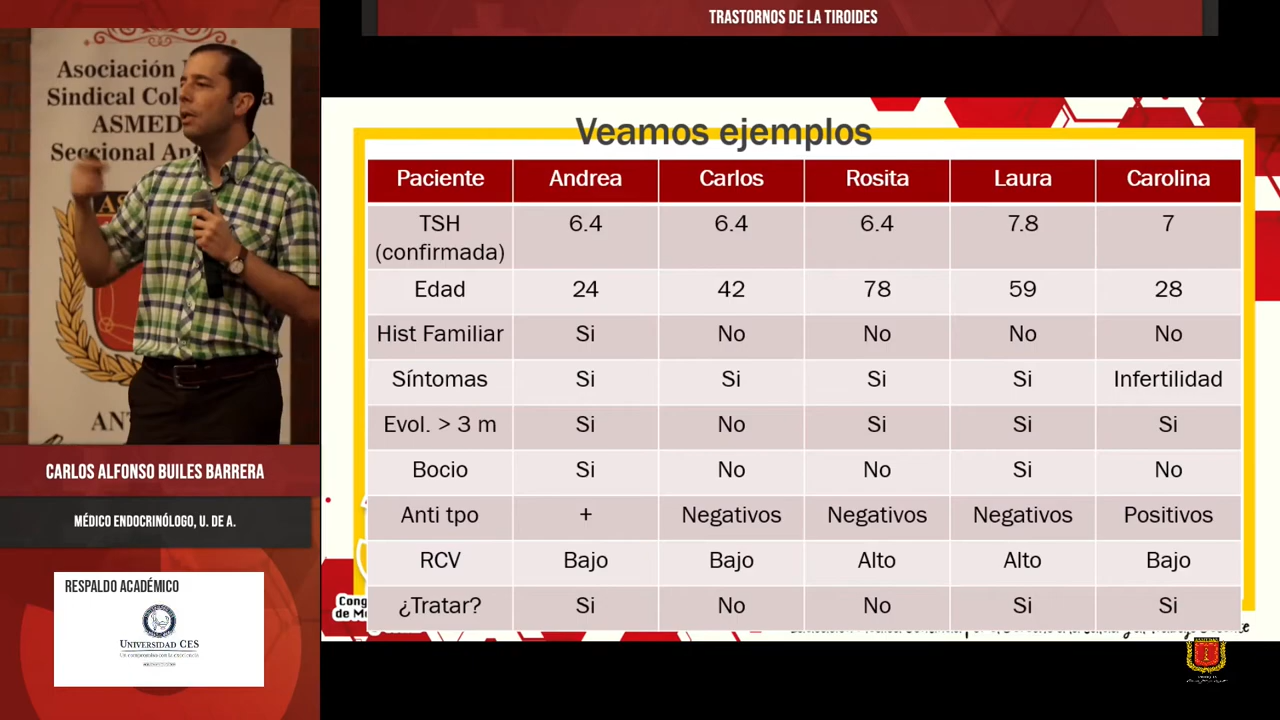 TRASTORNOS DE LA TIROIDES
Asociación
Sindical
ASMED
Seccional
CARLOS ALFONSO BUILES BARRERA
MÉDICO ENDOCRINÓLOGO, U. DE A.
RESPALDO ACADÉMICO
UNIVERSIDAD CES
Veamos ejemplos
Paciente Andrea Carlos Rosita Laura Carolina
TSH (confirmada) 6.4 6.4 6.4 7.8 7
Edad 24 42 78 59 28
Hist Familiar Si No No No No
Síntomas Si Si Si Si Infertilidad
Evol. > 3 m Si No Si Si Si
Bocio Si No No Si No
Anti tpo + Negativos Negativos Negativos Positivos
RCV Bajo Bajo Alto Alto Bajo
¿Tratar? Si No No Si Si
Cong
de M